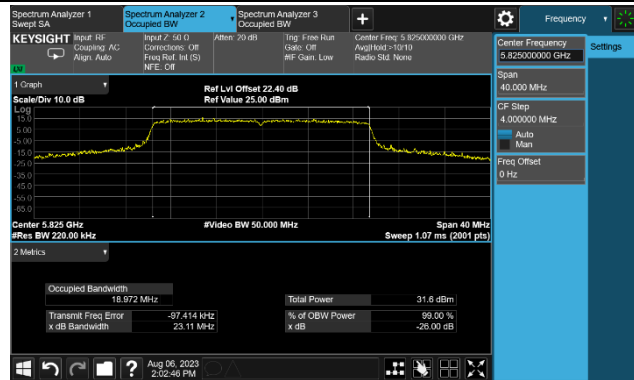 Spectrum Analyzer 1
Swept SA
Spectrum Analyzer 2
Occupied BW
Spectrum Analyzer 3
Occupied BW
Frequency
KEYSIGHT
Input: RF
Coupling: AC
Align: Auto
Input Z: 50 Ω
Corrections: Off
Freq Ref: Int (S)
NFE: Off
Atten: 20 dB
Trig: Free Run
Gate: Off
#IF Gain: Low
Center Freq: 5.825000000 GHz
Avg|Hold:>10/10
Radio Std: None
Center Frequency
5.825000000 GHz
Settings
Span
40.000 MHz
CF Step
4.000000 MHz
Auto
Man
Freq Offset
0 Hz
1 Graph
Scale/Div 10.0 dB
Ref Lvl Offset 22.40 dB
Ref Value 25.00 dBm
Log
15.0
5.00
-5.00
-15.0
-25.0
-35.0
-45.0
-55.0
-65.0
Center 5.825 GHz
#Res BW 220.00 kHz
#Video BW 50.000 MHz
Span 40 MHz
Sweep 1.07 ms (2001 pts)
2 Metrics
Occupied Bandwidth
18.972 MHz
Total Power 31.6 dBm
Transmit Freq Error -97.414 kHz
% of OBW Power 99.00 %
x dB Bandwidth 23.11 MHz
x dB -26.00 dB
Aug 06, 2023
2:02:46 PM